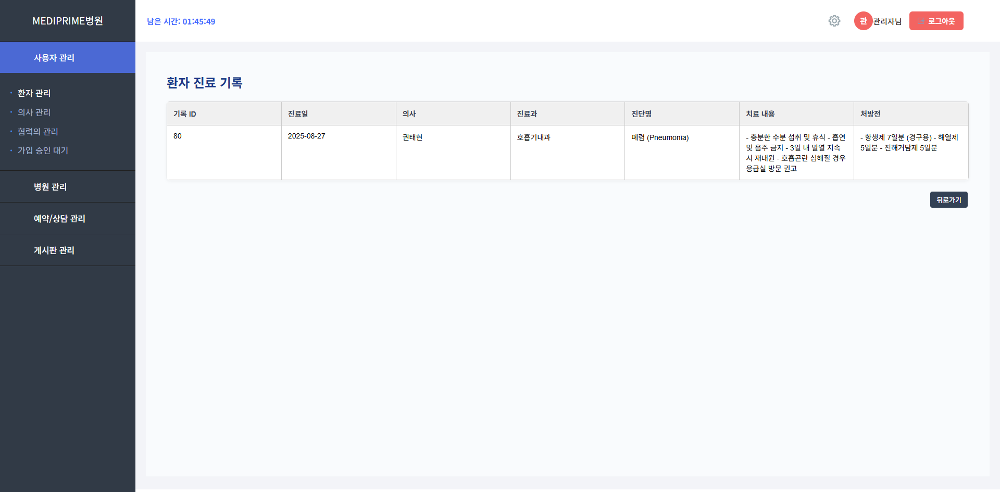 MEDIPRIME병원
남은 시간: 01:45:49
관
관리자님
로그아웃
사용자 관리
환자 관리
의사 관리
협력의 관리
가입 승인 대기
병원 관리
예약/상담 관리
게시판 관리
환자 진료 기록
기록 ID
진료일
의사
진료과
진단명
치료 내용
처방전
80
2025-08-27
권태현
호흡기내과
폐렴 (Pneumonia)
- 충분한 수분 섭취 및 휴식 - 흡연
및 음주 금지 - 3일 내 발열 지속
시 재내원 - 호흡곤란 심해질 경우
응급실 방문 권고
- 항생제 7일분 (경구용) - 해열제
5일분 - 진해거담제 5일분
뒤로가기